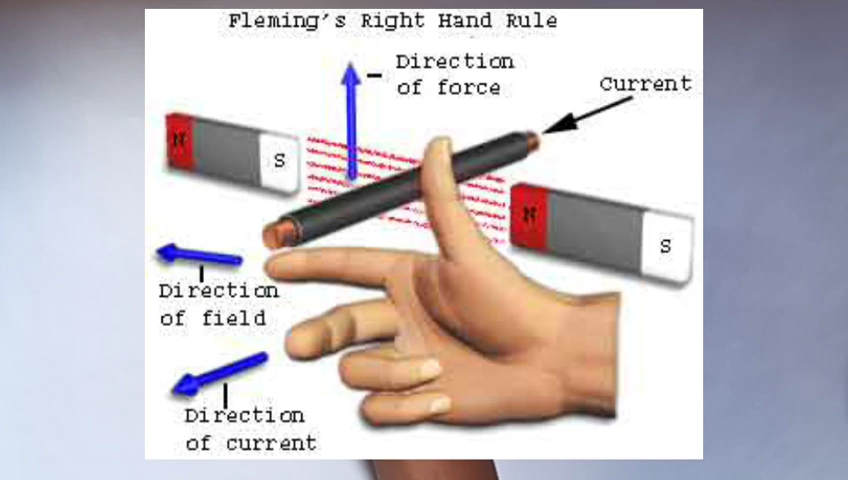 Fleming's Right Hand Rule
Direction
of force
Current
N
S
N
S
Direction
of field
Direction
of current